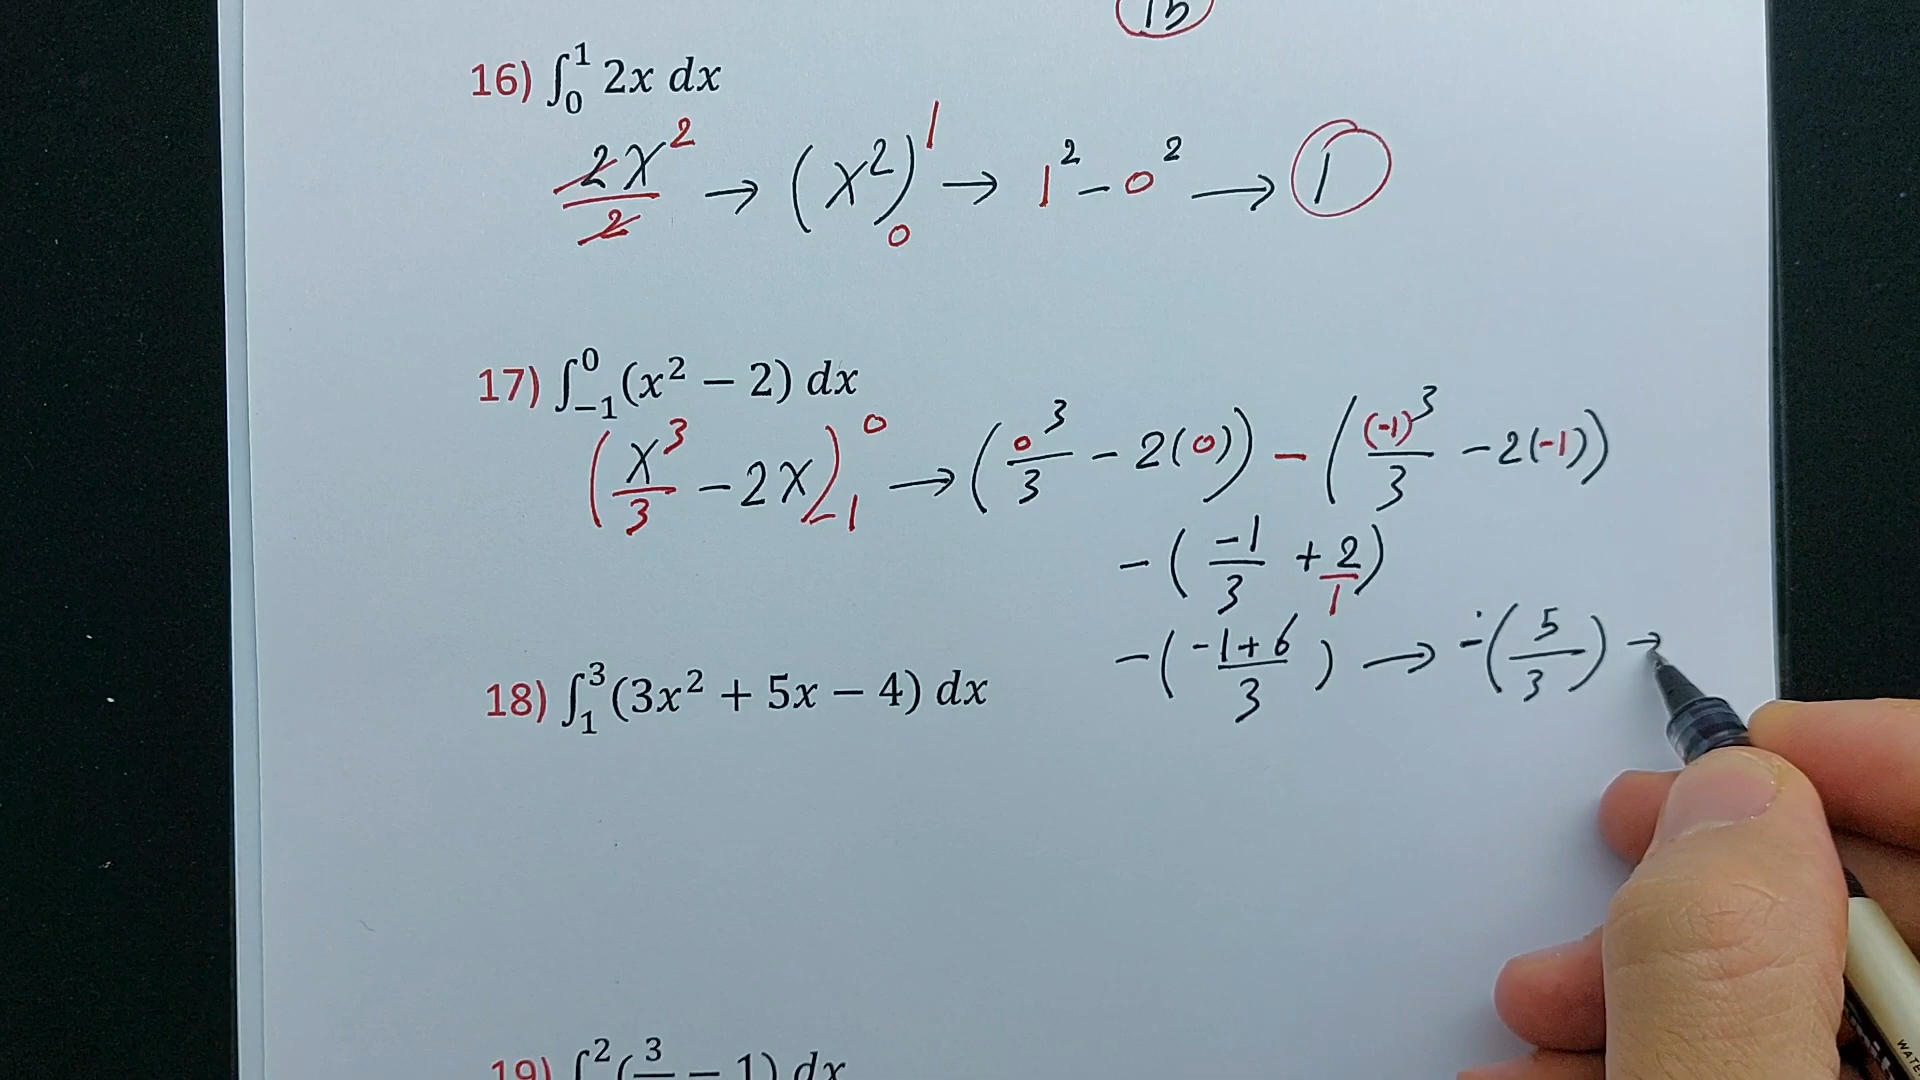 15
16) ∫₀¹ 2x dx
2x²/2 → (x²)₀¹ → 1² - 0² → 1
17) ∫₋₁⁰ (x² − 2) dx
(x³/3 - 2x)₋₁⁰ → (0³/3 - 2(0)) - ((-1)³/3 - 2(-1))
-(-1/3 + 2/1)
-(-1+6/3) → -(5/3) →
18) ∫₁³ (3x² + 5x − 4) dx
19) ∫² (3/ − 1) dx